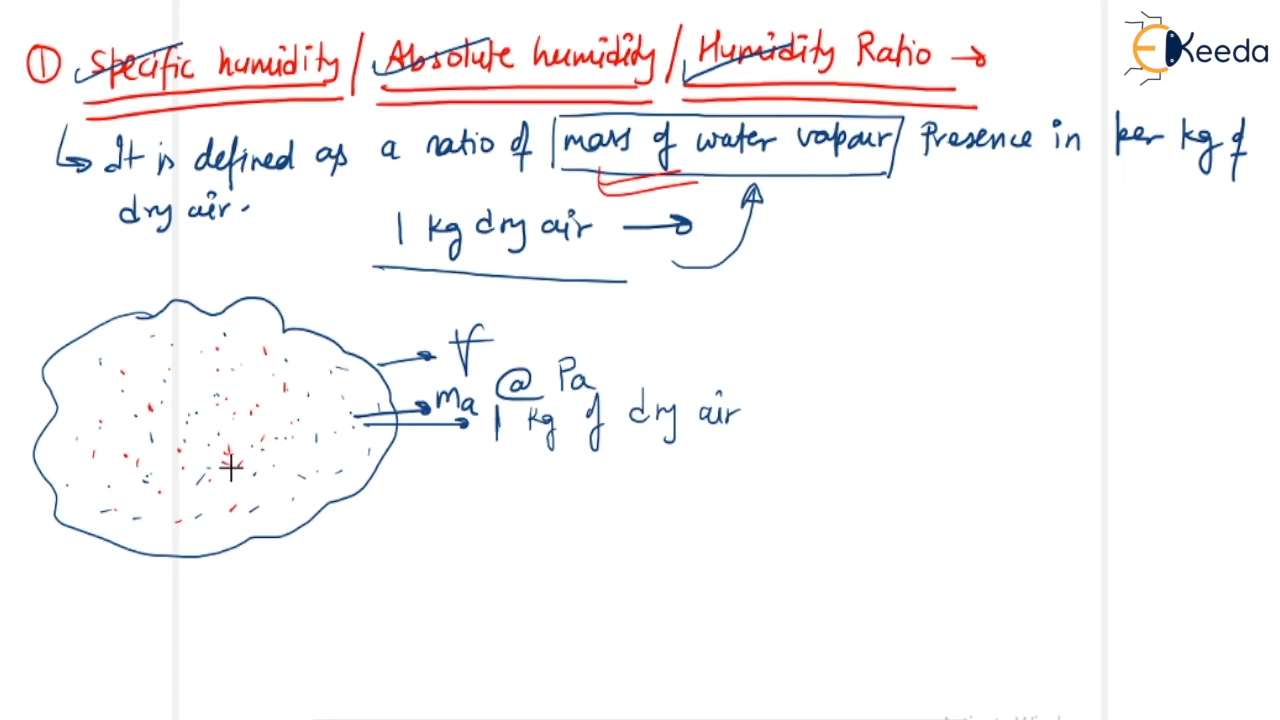 ① Specific humidity / Absolute humidity / Humidity Ratio →
EKeeda
↳ It is defined as a ratio of mass of water vapour Presence in per kg of
dry air.
1 kg dry air →
V
@ Pa
ma 1 kg of dry air